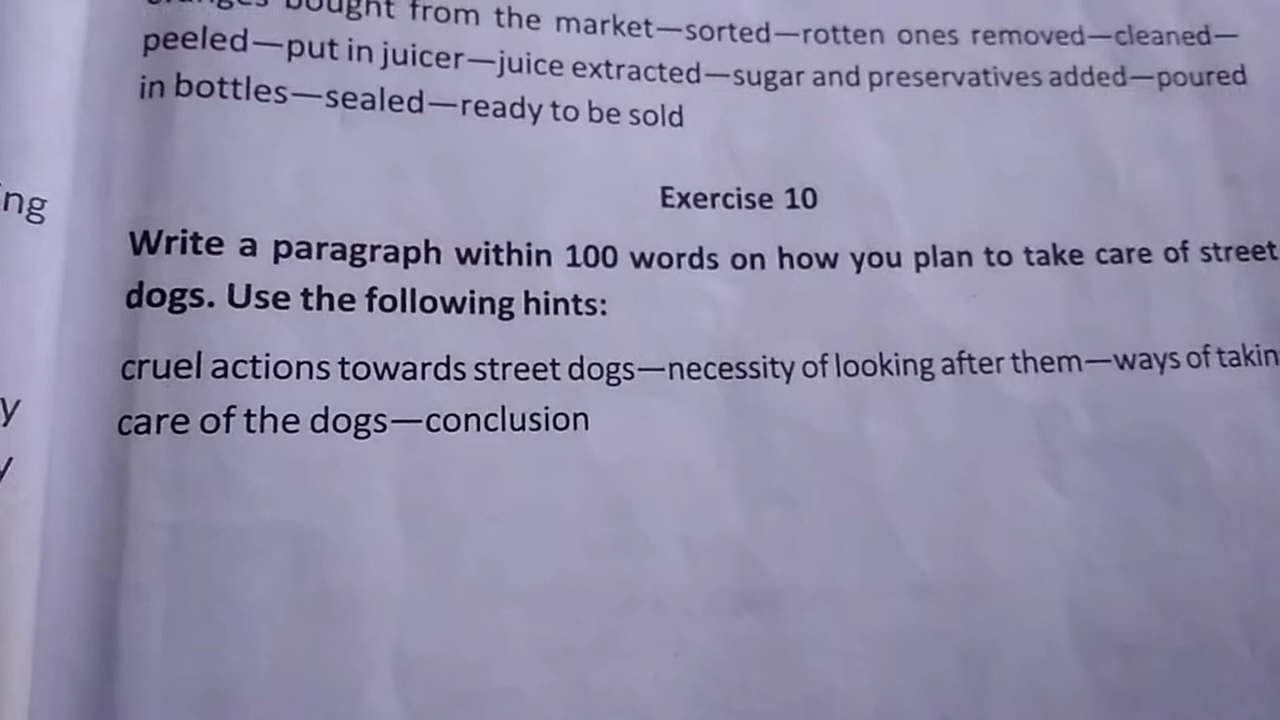 bought from the market—sorted—rotten ones removed—cleaned—
peeled—put in juicer—juice extracted—sugar and preservatives added—poured
in bottles—sealed—ready to be sold
ng
Exercise 10
Write a paragraph within 100 words on how you plan to take care of street
dogs. Use the following hints:
cruel actions towards street dogs—necessity of looking after them—ways of takin
care of the dogs—conclusion
y
y